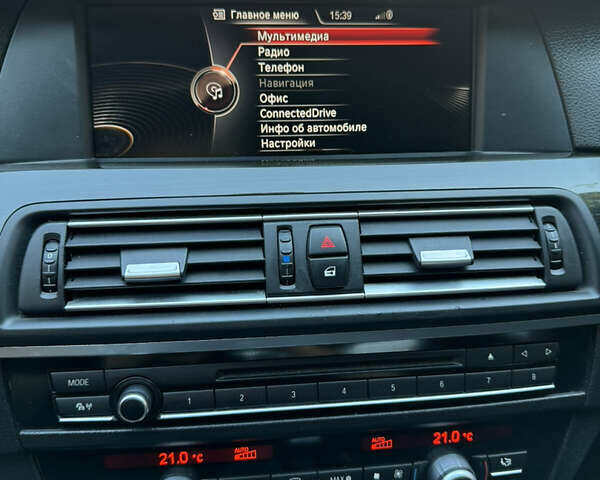 Главное меню 15:39
Мультимедиа
Радио
Телефон
Навигация
Офис
ConnectedDrive
Инфо об автомобиле
Настройки
MODE
1 2 3 4 5 6 7 8
21.0 °C AUTO AUTO 21.0 °C
MAX